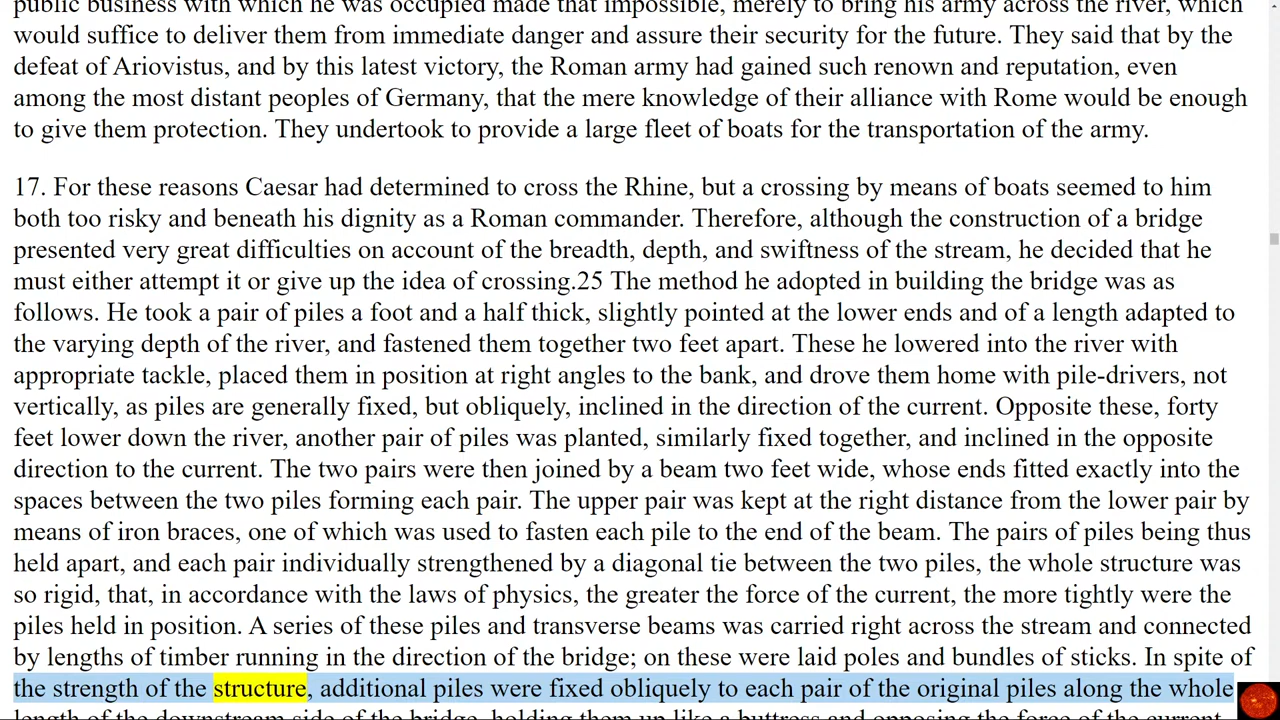 public business with which he was occupied made that impossible, merely to bring his army across the river, which
would suffice to deliver them from immediate danger and assure their security for the future. They said that by the
defeat of Ariovistus, and by this latest victory, the Roman army had gained such renown and reputation, even
among the most distant peoples of Germany, that the mere knowledge of their alliance with Rome would be enough
to give them protection. They undertook to provide a large fleet of boats for the transportation of the army.
17. For these reasons Caesar had determined to cross the Rhine, but a crossing by means of boats seemed to him
both too risky and beneath his dignity as a Roman commander. Therefore, although the construction of a bridge
presented very great difficulties on account of the breadth, depth, and swiftness of the stream, he decided that he
must either attempt it or give up the idea of crossing.25 The method he adopted in building the bridge was as
follows. He took a pair of piles a foot and a half thick, slightly pointed at the lower ends and of a length adapted to
the varying depth of the river, and fastened them together two feet apart. These he lowered into the river with
appropriate tackle, placed them in position at right angles to the bank, and drove them home with pile-drivers, not
vertically, as piles are generally fixed, but obliquely, inclined in the direction of the current. Opposite these, forty
feet lower down the river, another pair of piles was planted, similarly fixed together, and inclined in the opposite
direction to the current. The two pairs were then joined by a beam two feet wide, whose ends fitted exactly into the
spaces between the two piles forming each pair. The upper pair was kept at the right distance from the lower pair by
means of iron braces, one of which was used to fasten each pile to the end of the beam. The pairs of piles being thus
held apart, and each pair individually strengthened by a diagonal tie between the two piles, the whole structure was
so rigid, that, in accordance with the laws of physics, the greater the force of the current, the more tightly were the
piles held in position. A series of these piles and transverse beams was carried right across the stream and connected
by lengths of timber running in the direction of the bridge; on these were laid poles and bundles of sticks. In spite of
the strength of the structure, additional piles were fixed obliquely to each pair of the original piles along the whole
length of the downstream side of the bridge, holding them up like a buttress and opposing the force of the current.